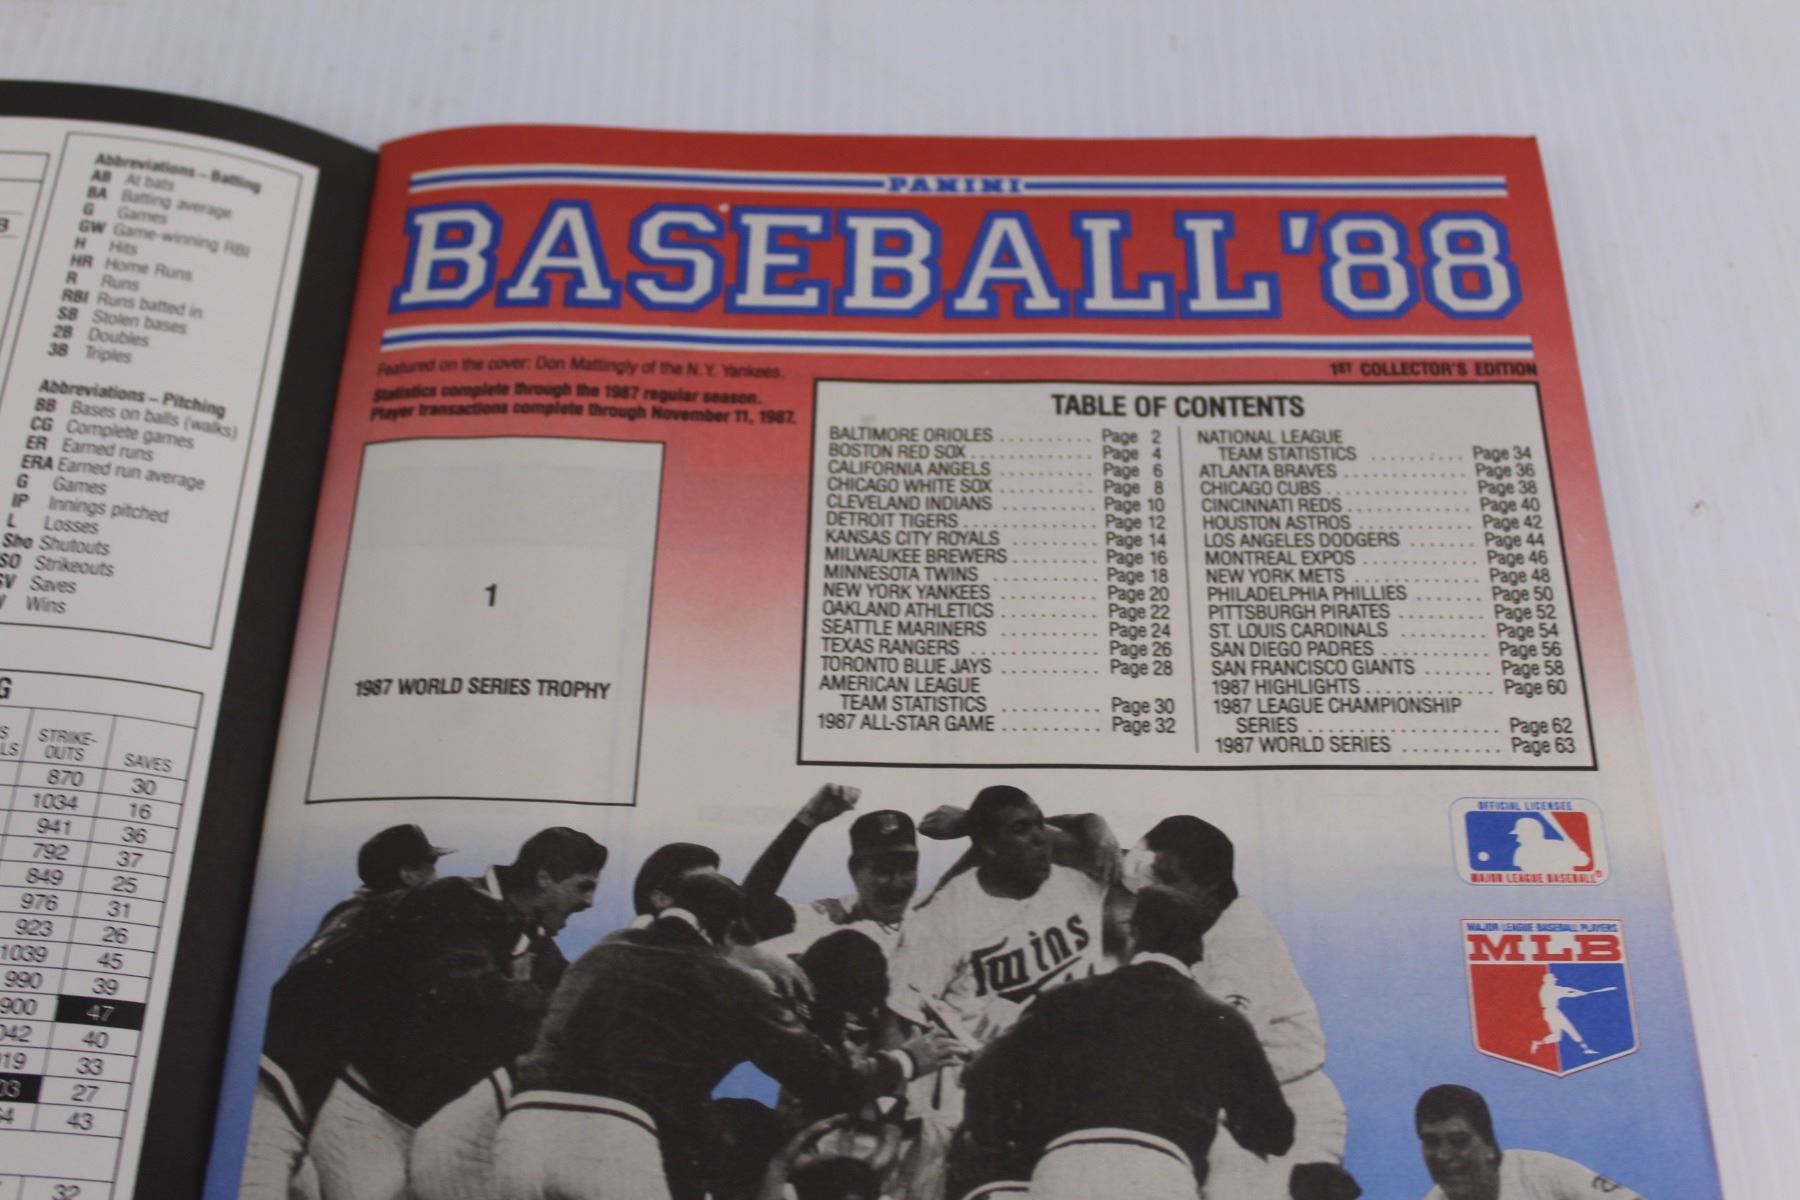 Abbreviations – Batting
AB At bats
BA Batting average
G Games
GW Game-winning RBI
H Hits
HR Home Runs
R Runs
RBI Runs batted in
SB Stolen bases
2B Doubles
3B Triples
Abbreviations – Pitching
BB Bases on balls (walks)
CG Complete games
ER Earned runs
ERA Earned run average
G Games
IP Innings pitched
L Losses
Sho Shutouts
SO Strikeouts
SV Saves
Wins
STRIKE-
OUTS SAVES
870 30
1034 16
941 36
792 37
849 25
976 31
923 26
1039 45
990 39
900 47
40
33
27
43
32
PANINI
BASEBALL '88
Featured on the cover: Don Mattingly of the N.Y. Yankees.
Statistics complete through the 1987 regular season.
Player transactions complete through November 11, 1987.
1ST COLLECTOR'S EDITION
1
1987 WORLD SERIES TROPHY
TABLE OF CONTENTS
BALTIMORE ORIOLES .......... Page 2
BOSTON RED SOX .......... Page 4
CALIFORNIA ANGELS .......... Page 6
CHICAGO WHITE SOX .......... Page 8
CLEVELAND INDIANS .......... Page 10
DETROIT TIGERS .......... Page 12
KANSAS CITY ROYALS .......... Page 14
MILWAUKEE BREWERS .......... Page 16
MINNESOTA TWINS .......... Page 18
NEW YORK YANKEES .......... Page 20
OAKLAND ATHLETICS .......... Page 22
SEATTLE MARINERS .......... Page 24
TEXAS RANGERS .......... Page 26
TORONTO BLUE JAYS .......... Page 28
AMERICAN LEAGUE
TEAM STATISTICS .......... Page 30
1987 ALL-STAR GAME .......... Page 32
NATIONAL LEAGUE
TEAM STATISTICS .......... Page 34
ATLANTA BRAVES .......... Page 36
CHICAGO CUBS .......... Page 38
CINCINNATI REDS .......... Page 40
HOUSTON ASTROS .......... Page 42
LOS ANGELES DODGERS .......... Page 44
MONTREAL EXPOS .......... Page 46
NEW YORK METS .......... Page 48
PHILADELPHIA PHILLIES .......... Page 50
PITTSBURGH PIRATES .......... Page 52
ST. LOUIS CARDINALS .......... Page 54
SAN DIEGO PADRES .......... Page 56
SAN FRANCISCO GIANTS .......... Page 58
1987 HIGHLIGHTS .......... Page 60
1987 LEAGUE CHAMPIONSHIP
SERIES .......... Page 62
1987 WORLD SERIES .......... Page 63
OFFICIAL LICENSEE
MAJOR LEAGUE BASEBALL®
MAJOR LEAGUE BASEBALL PLAYERS
MLB
Twins